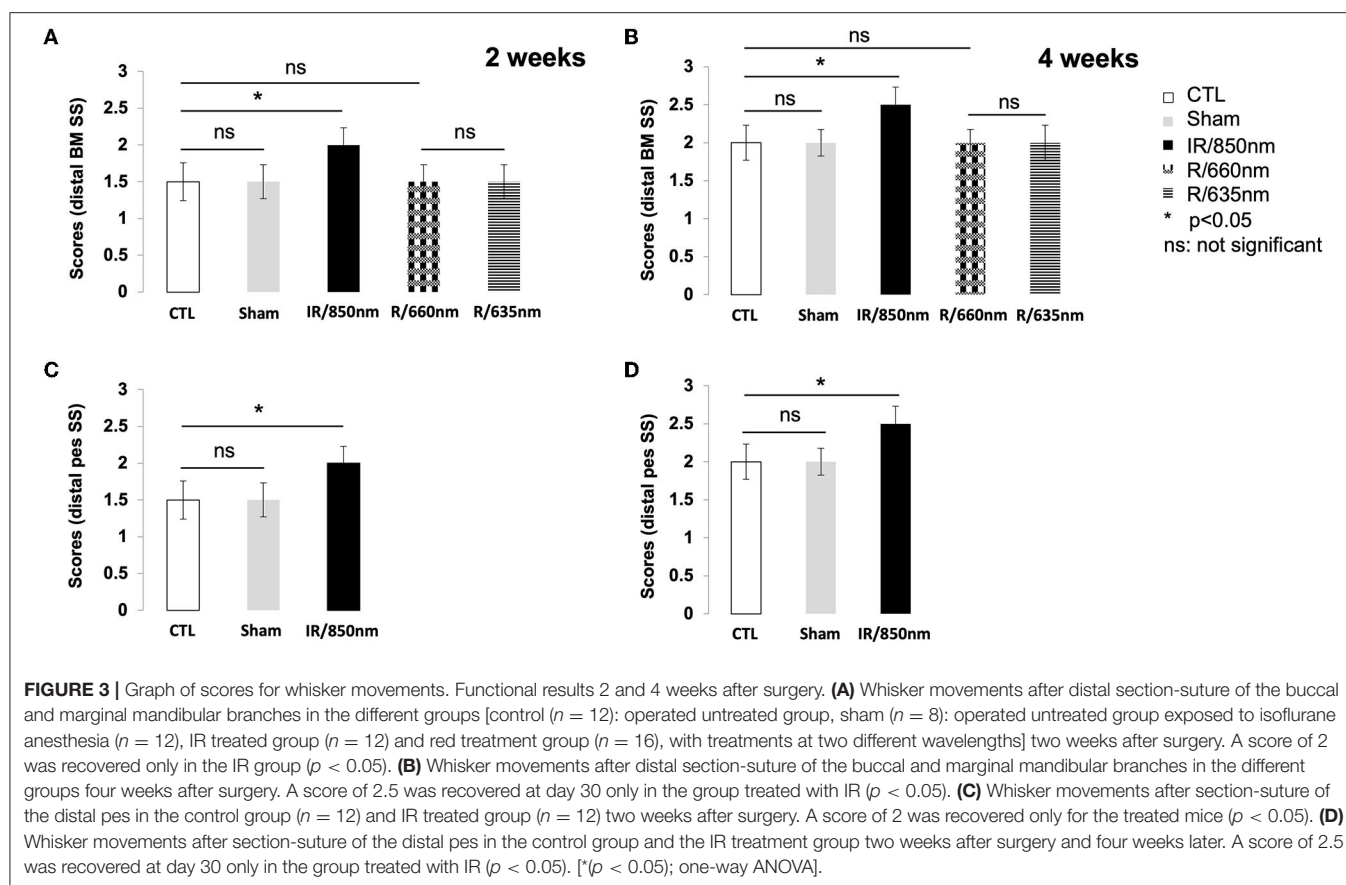 A
2 weeks
Scores (distal BM SS)
3
2.5
2
1.5
1
0.5
0
ns
*
ns
ns
CTL
Sham
IR/850nm
R/660nm
R/635nm
B
4 weeks
Scores (distal BM SS)
3
2.5
2
1.5
1
0.5
0
ns
*
ns
ns
CTL
Sham
IR/850nm
R/660nm
R/635nm
CTL
Sham
IR/850nm
R/660nm
R/635nm
* p<0.05
ns: not significant
C
Scores (distal pes SS)
3
2.5
2
1.5
1
0.5
0
*
ns
CTL
Sham
IR/850nm
D
Scores (distal pes SS)
3
2.5
2
1.5
1
0.5
0
*
ns
CTL
Sham
IR/850nm
FIGURE 3 | Graph of scores for whisker movements. Functional results 2 and 4 weeks after surgery. (A) Whisker movements after distal section-suture of the buccal
and marginal mandibular branches in the different groups [control (n = 12): operated untreated group, sham (n = 8): operated untreated group exposed to isoflurane
anesthesia (n = 12), IR treated group (n = 12) and red treatment group (n = 16), with treatments at two different wavelengths] two weeks after surgery. A score of 2
was recovered only in the IR group (p < 0.05). (B) Whisker movements after distal section-suture of the buccal and marginal mandibular branches in the different
groups four weeks after surgery. A score of 2.5 was recovered at day 30 only in the group treated with IR (p < 0.05). (C) Whisker movements after section-suture of
the distal pes in the control group (n = 12) and IR treated group (n = 12) two weeks after surgery. A score of 2 was recovered only for the treated mice (p < 0.05). (D)
Whisker movements after section-suture of the distal pes in the control group and the IR treatment group two weeks after surgery and four weeks later. A score of 2.5
was recovered at day 30 only in the group treated with IR (p < 0.05). [*(p < 0.05); one-way ANOVA].